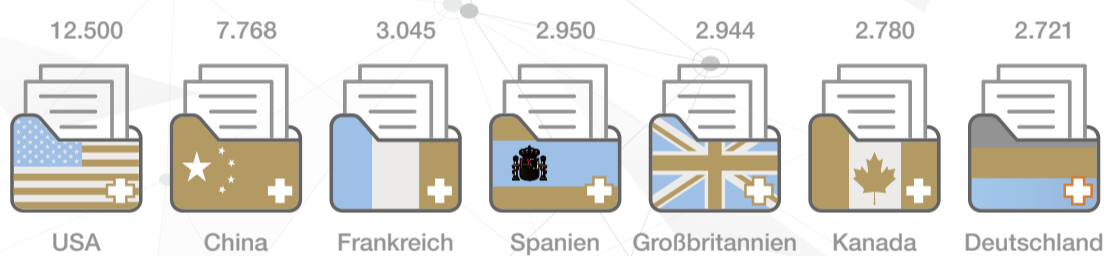 12.500 7.768 3.045 2.950 2.944 2.780 2.721
USA China Frankreich Spanien Großbritannien Kanada Deutschland